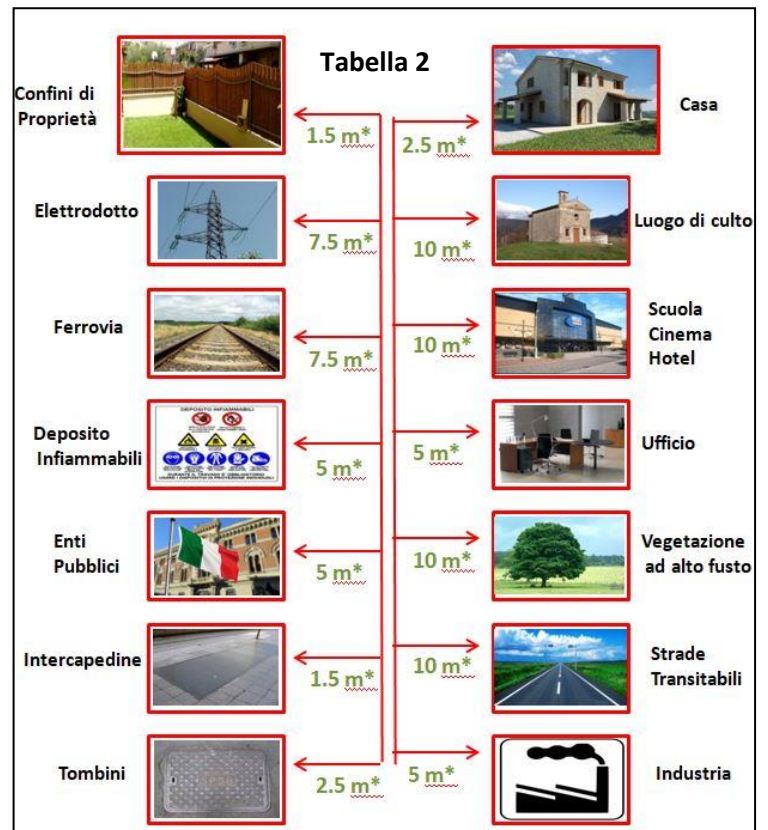 Tabella 2
Confini di
Proprietà
1.5 m*
2.5 m*
Casa
Elettrodotto
7.5 m*
10 m*
Luogo di culto
Ferrovia
7.5 m*
10 m*
Scuola
Cinema
Hotel
Deposito
Infiammabili
DEPOSITO INFIAMMABILI
5 m*
5 m*
Ufficio
Enti
Pubblici
5 m*
10 m*
Vegetazione
ad alto fusto
Intercapedine
1.5 m*
10 m*
Strade
Transitabili
Tombini
2.5 m*
5 m*
Industria